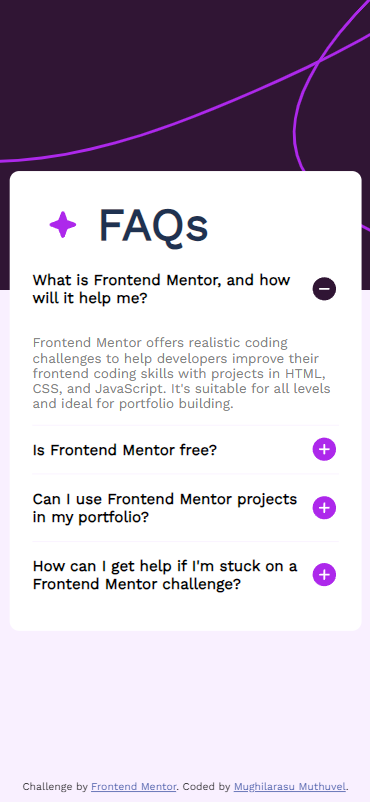 FAQs
What is Frontend Mentor, and how
will it help me?
Frontend Mentor offers realistic coding
challenges to help developers improve their
frontend coding skills with projects in HTML,
CSS, and JavaScript. It's suitable for all levels
and ideal for portfolio building.
Is Frontend Mentor free?
Can I use Frontend Mentor projects
in my portfolio?
How can I get help if I'm stuck on a
Frontend Mentor challenge?
Challenge by Frontend Mentor. Coded by Mughilarasu Muthuvel.